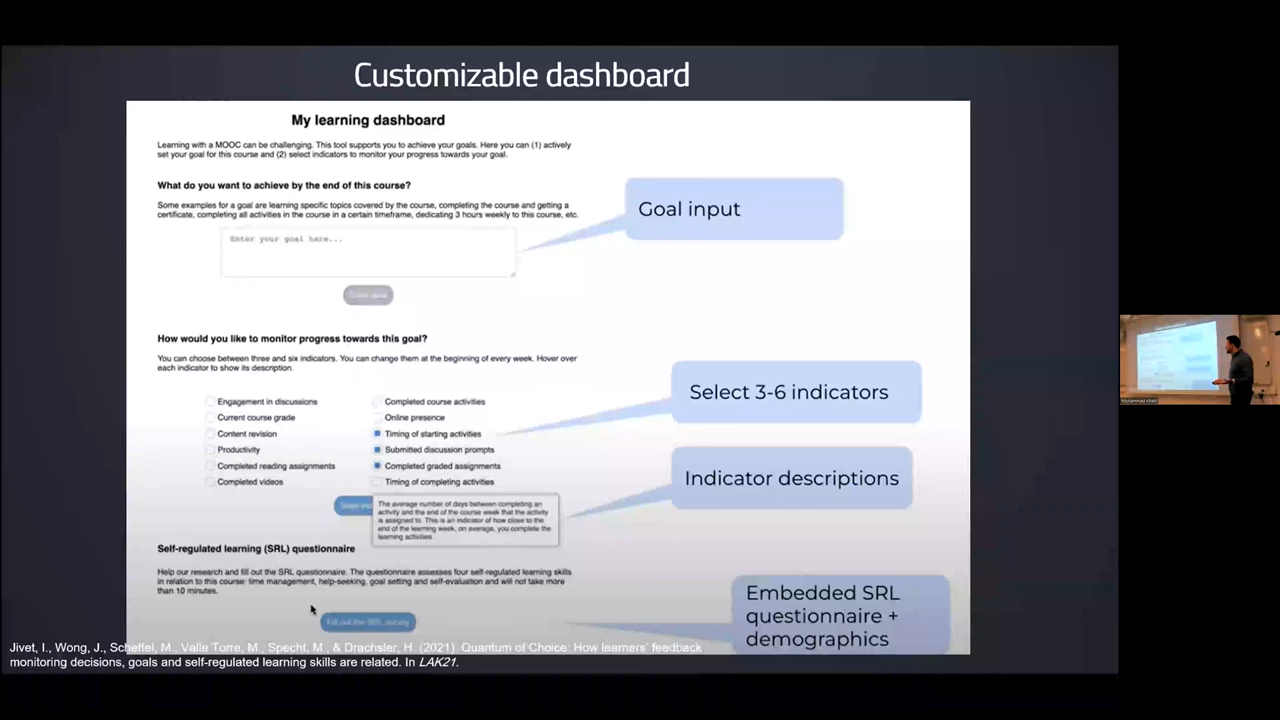 Customizable dashboard
My learning dashboard
Learning with a MOOC can be challenging. This tool supports you to achieve your goals. Here you can (1) actively
set your goal for this course and (2) select indicators to monitor your progress towards your goal.
What do you want to achieve by the end of this course?
Some examples for a goal are learning specific topics covered by the course, completing the course and getting a
certificate, completing all activities in the course in a certain timeframe, dedicating 3 hours weekly to this course, etc.
Goal input
Enter your goal here...
How would you like to monitor progress towards this goal?
You can choose between three and six indicators. You can change them at the beginning of every week. Hover over
each indicator to show its description.
Select 3-6 indicators
Engagement in discussions
Completed course activities
Current course grade
Online presence
Content revision
Timing of starting activities
Productivity
Submitted discussion prompts
Completed reading assignments
Completed graded assignments
Completed videos
Timing of completing activities
Indicator descriptions
The average number of days between completing an
activity and the end of the course week that the activity
is assigned to. This is an indicator of how close to the
end of the learning week, on average, you complete the
learning activities
Self-regulated learning (SRL) questionnaire
Help our research and fill out the SRL questionnaire. The questionnaire assesses four self-regulated learning skills
in relation to this course: time management, help-seeking, goal setting and self-evaluation and will not take more
than 10 minutes.
Fill out the SRL survey
Embedded SRL
questionnaire +
demographics
Jivet, I., Wong, J., Scheffel, M., Valle Torre, M., Specht, M., & Drachsler, H. (2021). Quantum of Choice: How learners' feedback
monitoring decisions, goals and self-regulated learning skills are related. In LAK21.
Mohammad Khalil